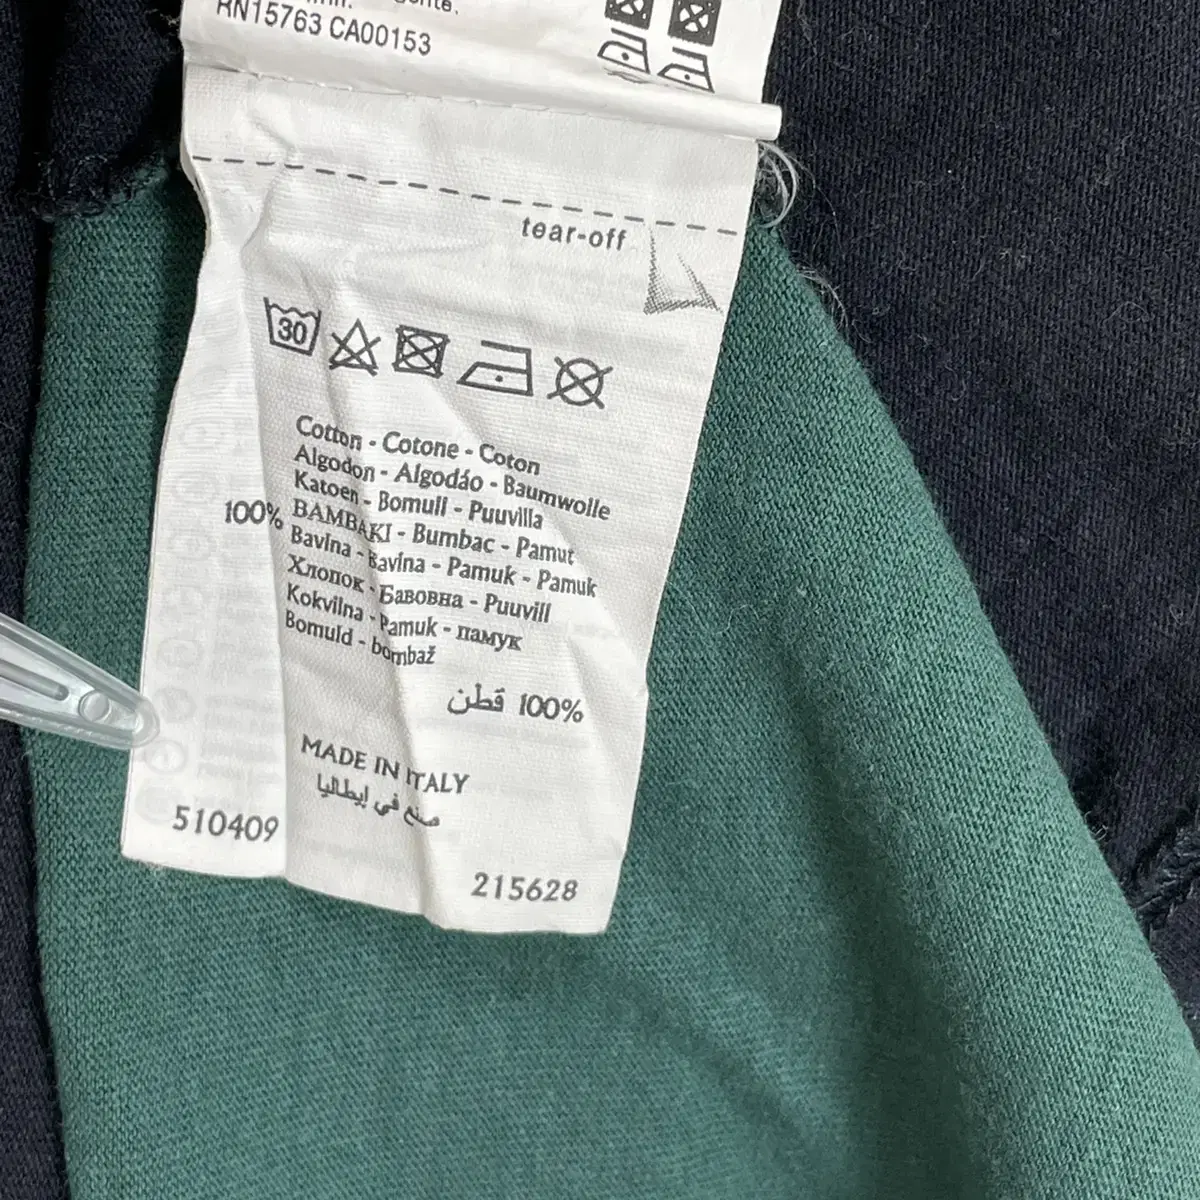 RN15763 CA00153
tear-off
30
Cotton - Cotone - Coton
Algodon - Algodáo - Baumwolle
Katoen - Bomull - Puuvilla
100% BAMBAKI - Bumbac - Pamut
Bavina - Bavina - Pamuk - Pamuk
Хлопок - Бавовна - Puuvill
Kokvilna - Pamuk - памук
Bomuld - bombaž
100% قطن
MADE IN ITALY
صنع في إيطاليا
510409
215628